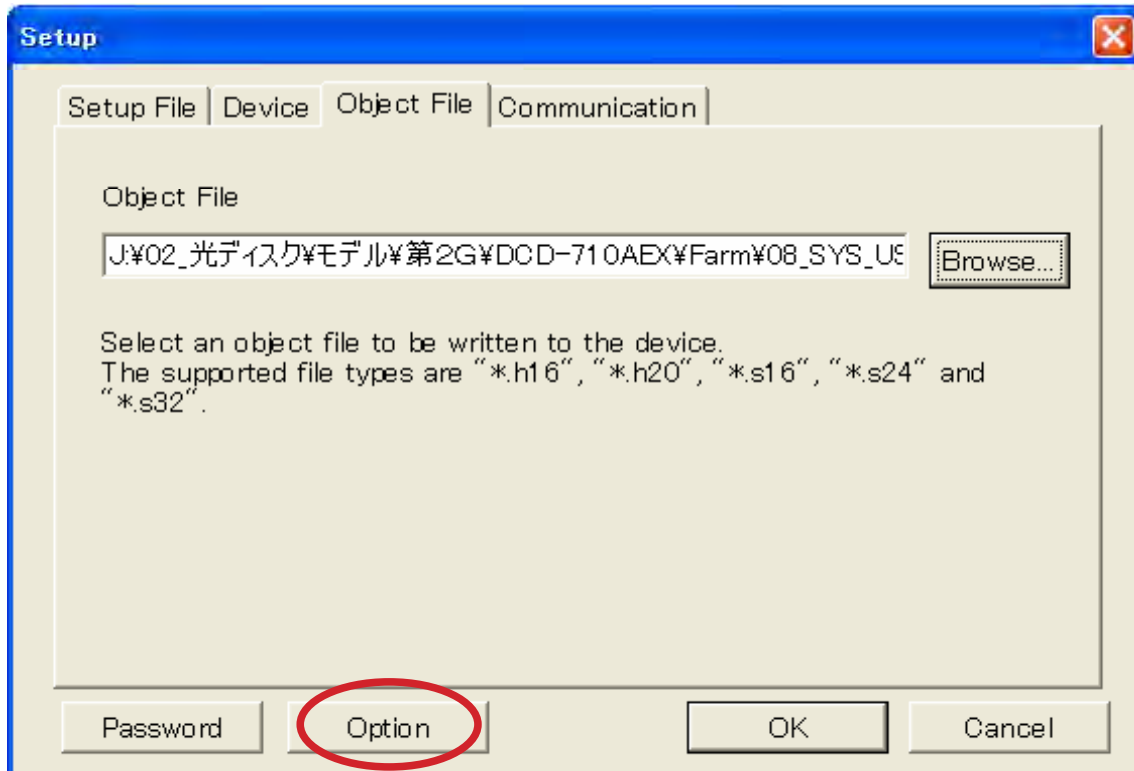 Setup
Setup File Device Object File Communication
Object File
J:¥02_光ディスク¥モデル¥第2G¥DCD-710AEX¥Farm¥08_SYS_US Browse...
Select an object file to be written to the device.
The supported file types are "*.h16", "*.h20", "*.s16", "*.s24" and
"*.s32".
Password Option OK Cancel